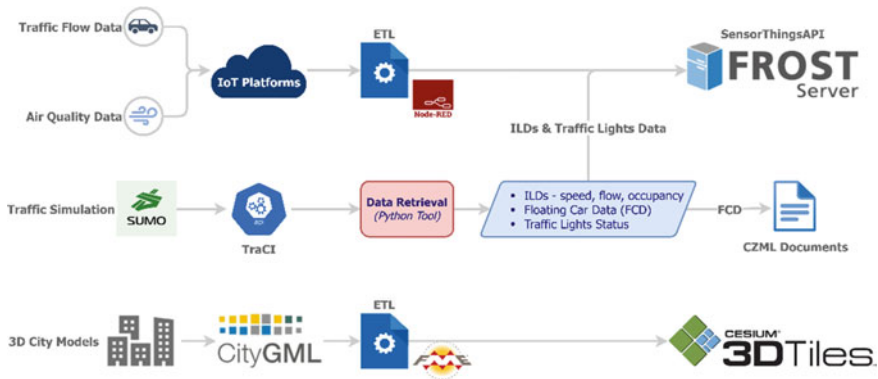 Traffic Flow Data
Air Quality Data
IoT Platforms
ETL
Node-RED
SensorThingsAPI
FROST
Server
ILDs & Traffic Lights Data
Traffic Simulation
SUMO
TraCI
Data Retrieval
(Python Tool)
• ILDs - speed, flow, occupancy
• Floating Car Data (FCD)
• Traffic Lights Status
FCD
CZML Documents
3D City Models
CityGML
ETL
FME
CESIUM
3DTiles